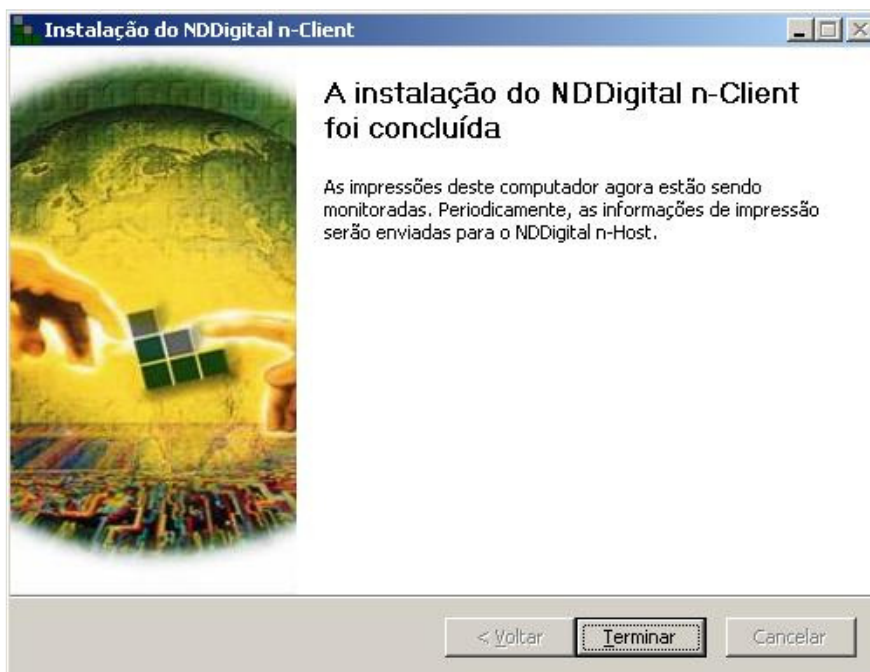 Instalação do NDDigital n-Client
A instalação do NDDigital n-Client
foi concluída
As impressões deste computador agora estão sendo
monitoradas. Periodicamente, as informações de impressão
serão enviadas para o NDDigital n-Host.
< Voltar
Terminar
Cancelar